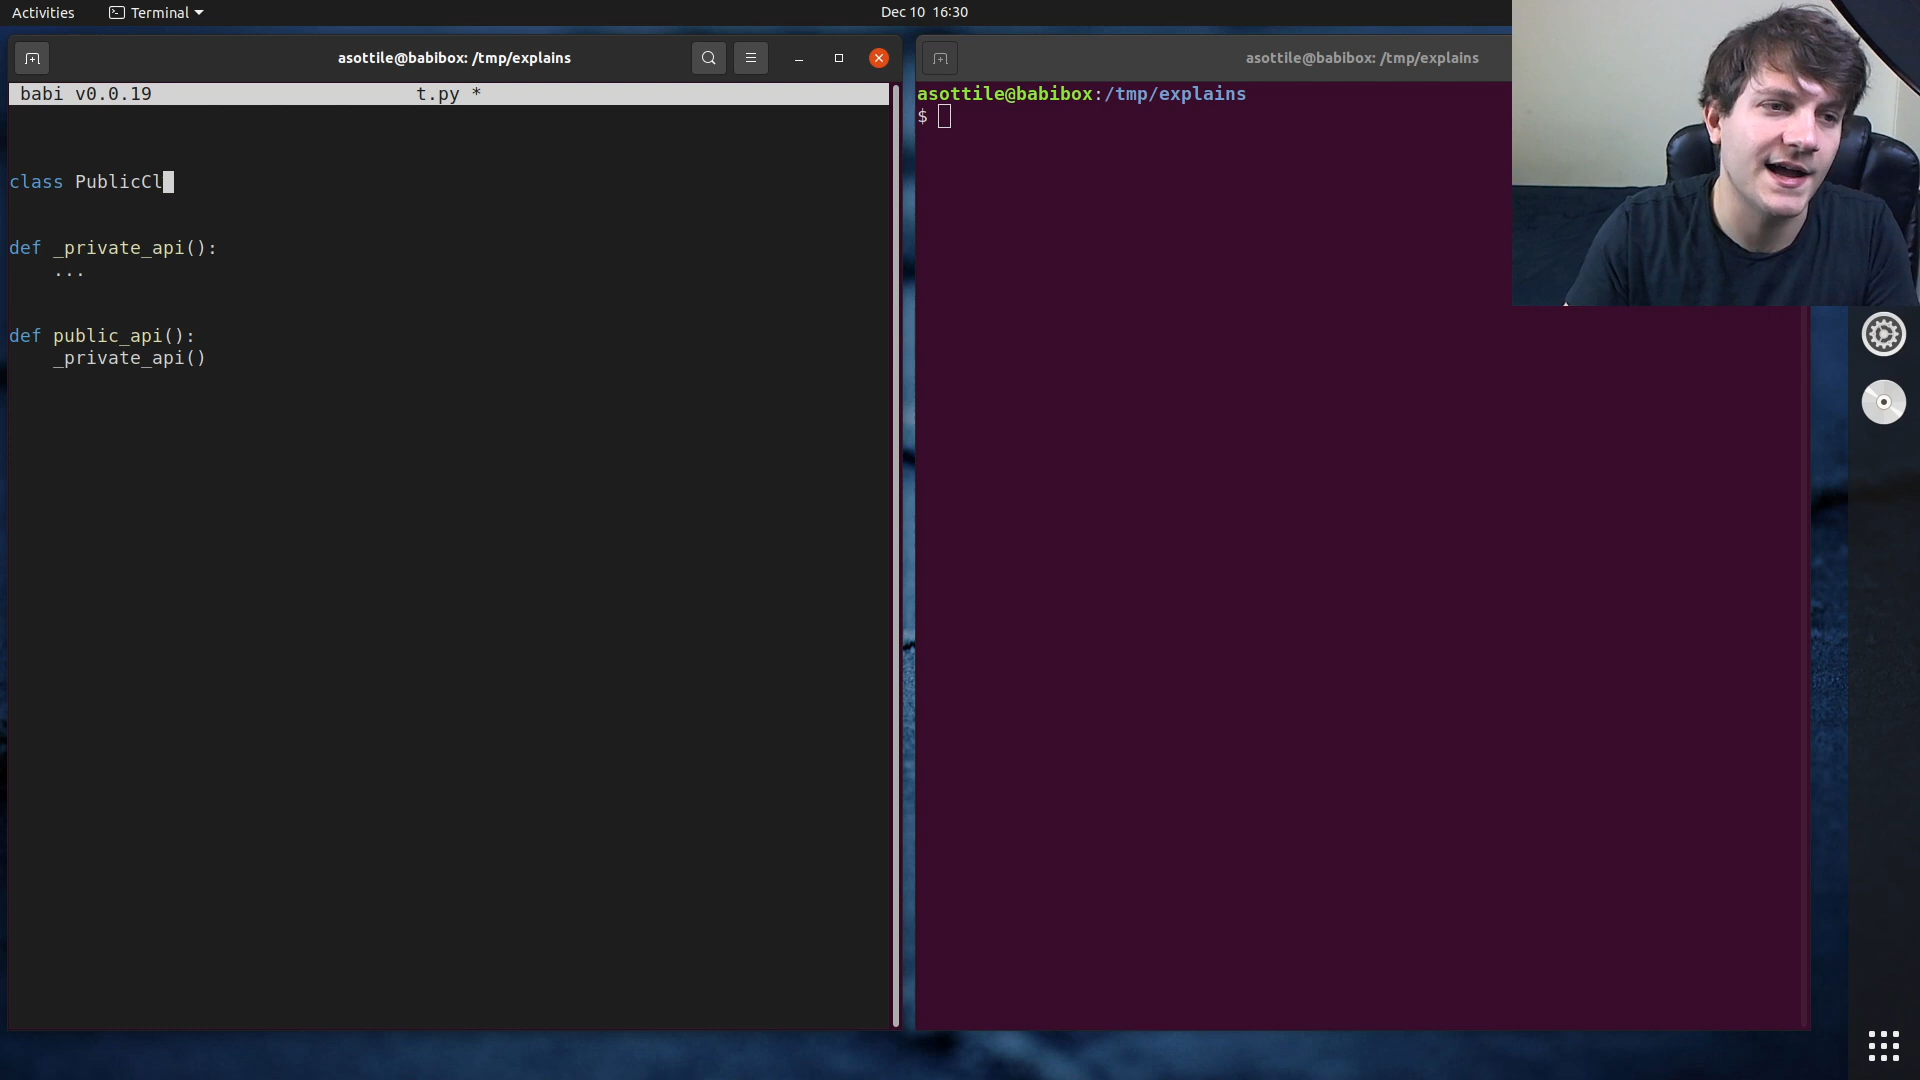 Activities
Terminal
Dec 10 16:30
asottile@babibox: /tmp/explains
babi v0.0.19 t.py *
class PublicCl
def _private_api():
    ...
def public_api():
    _private_api()
asottile@babibox: /tmp/explains
asottile@babibox:/tmp/explains
$